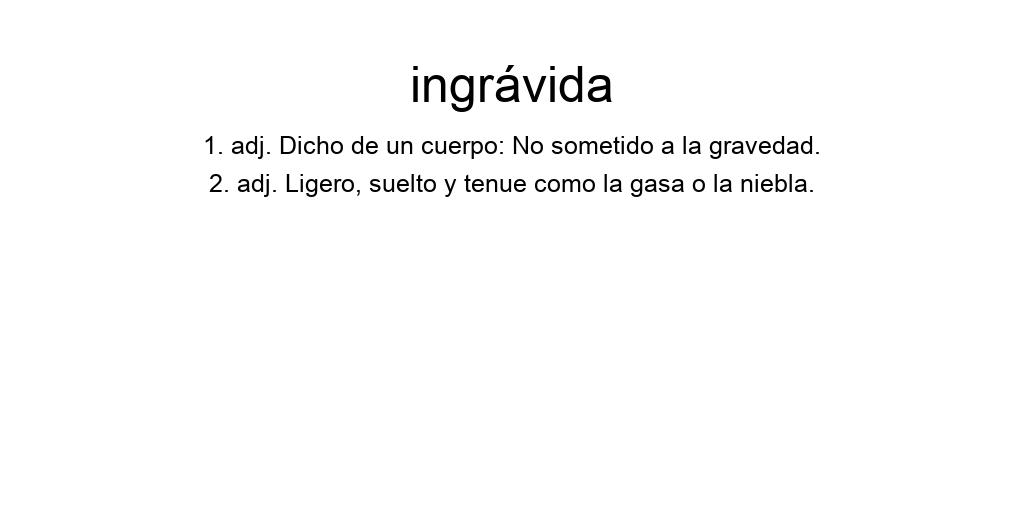 ingrávida
1. adj. Dicho de un cuerpo: No sometido a la gravedad.
2. adj. Ligero, suelto y tenue como la gasa o la niebla.